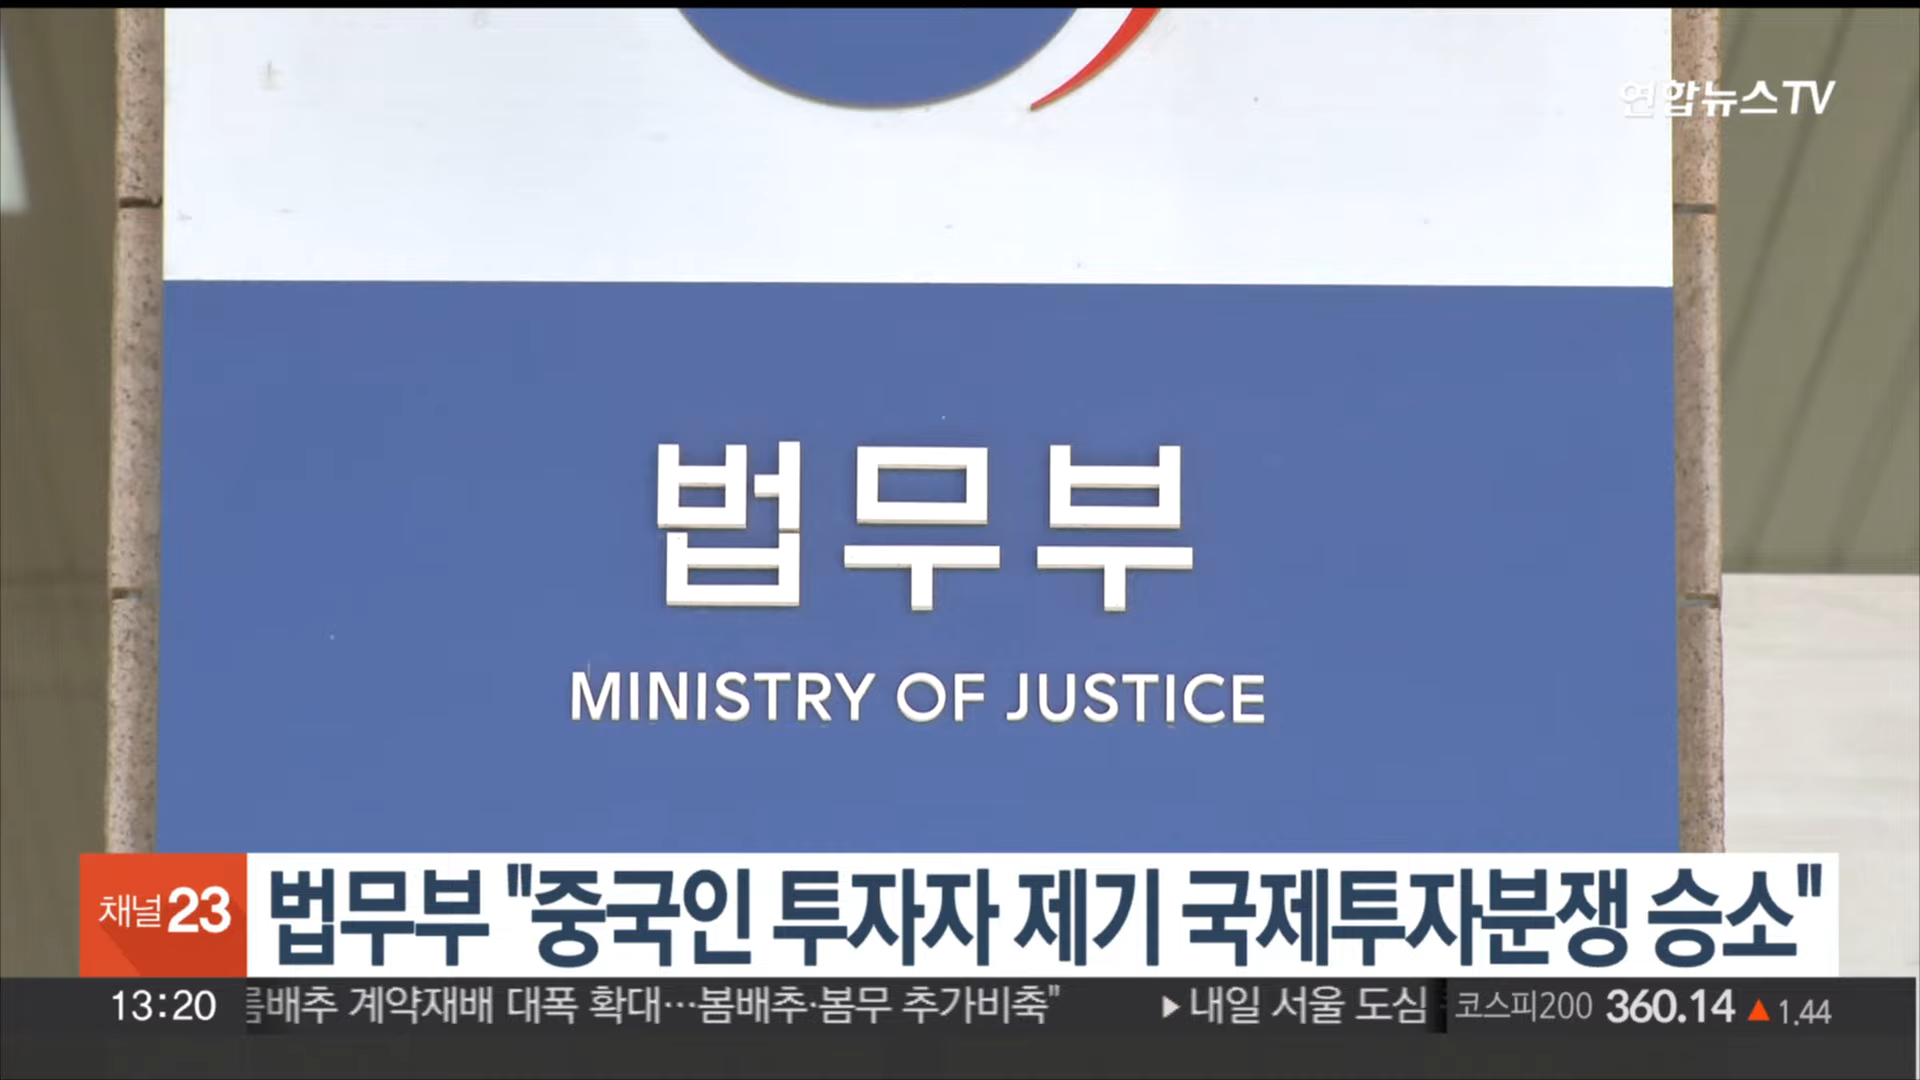 연합뉴스TV
법무부
MINISTRY OF JUSTICE
채널 23
법무부 "중국인 투자자 제기 국제투자분쟁 승소"
13:20
름배추 계약재배 대폭 확대…봄배추·봄무 추가비축"
▶내일 서울 도심
코스피200 360.14 ▲1.44